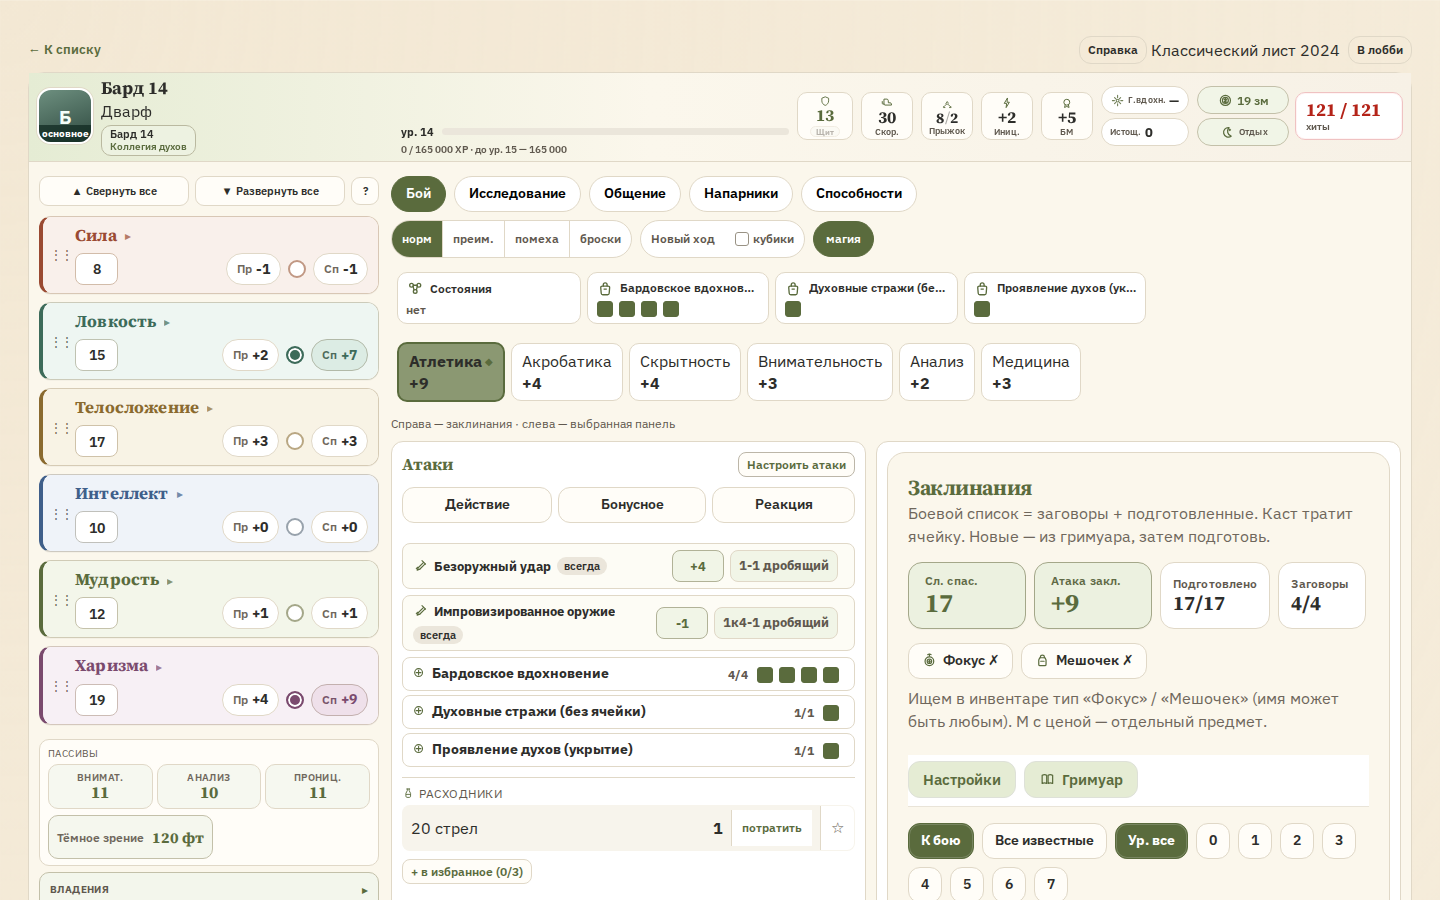 ← К списку
Справка
Классический лист 2024
В лобби
Б
основное
Бард 14
Дварф
Бард 14
Коллегия духов
ур. 14
0 / 165 000 XP · до ур. 15 — 165 000
13
Щит
30
Скор.
8/2
Прыжок
+2
Иниц.
+5
БМ
Г.вдохн. —
Истощ. 0
19 зм
Отдых
121 / 121
хиты
▲ Свернуть все
▼ Развернуть все
?
Сила ▸
8
Пр -1
Сп -1
Ловкость ▸
15
Пр +2
Сп +7
Телосложение ▸
17
Пр +3
Сп +3
Интеллект ▸
10
Пр +0
Сп +0
Мудрость ▸
12
Пр +1
Сп +1
Харизма ▸
19
Пр +4
Сп +9
ПАССИВЫ
ВНИМАТ.
11
АНАЛИЗ
10
ПРОНИЦ.
11
Тёмное зрение 120 фт
ВЛАДЕНИЯ ▸
Бой
Исследование
Общение
Напарники
Способности
норм
преим.
помеха
броски
Новый ход
кубики
магия
Состояния
нет
Бардовское вдохнов...
Духовные стражи (бе...
Проявление духов (ук...
Атлетика ◆
+9
Акробатика
+4
Скрытность
+4
Внимательность
+3
Анализ
+2
Медицина
+3
Справа — заклинания · слева — выбранная панель
Атаки
Настроить атаки
Действие
Бонусное
Реакция
Безоружный удар всегда
+4
1-1 дробящий
Импровизированное оружие
всегда
-1
1к4-1 дробящий
Бардовское вдохновение
4/4
Духовные стражи (без ячейки)
1/1
Проявление духов (укрытие)
1/1
РАСХОДНИКИ
20 стрел
1
потратить
☆
+ в избранное (0/3)
Заклинания
Боевой список = заговоры + подготовленные. Каст тратит
ячейку. Новые — из гримуара, затем подготовь.
Сл. спас.
17
Атака закл.
+9
Подготовлено
17/17
Заговоры
4/4
Фокус ✗
Мешочек ✗
Ищем в инвентаре тип «Фокус» / «Мешочек» (имя может
быть любым). М с ценой — отдельный предмет.
Настройки
Гримуар
К бою
Все известные
Ур. все
0
1
2
3
4
5
6
7